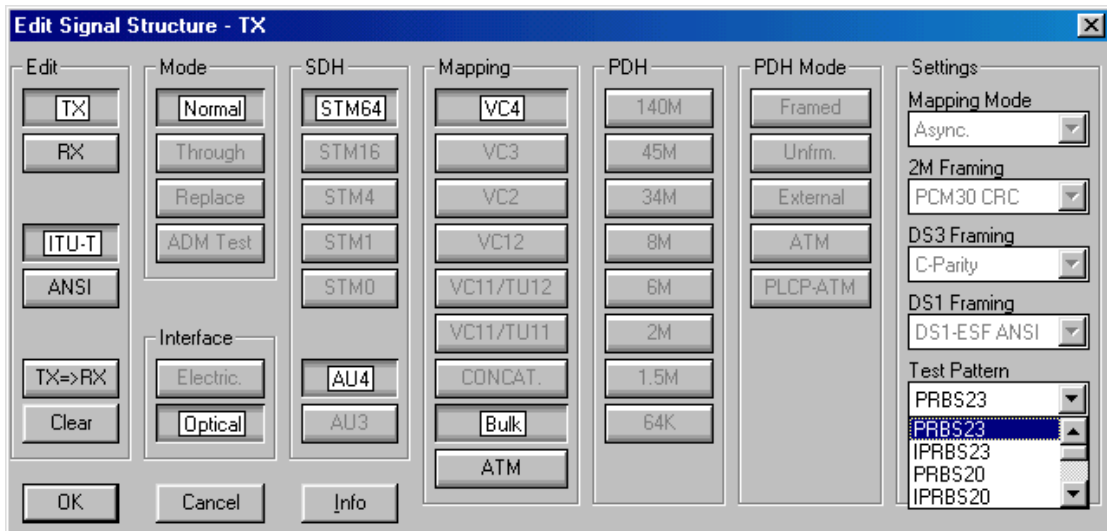 Edit Signal Structure - TX
Edit
TX
RX
ITU-T
ANSI
TX=>RX
Clear
OK
Mode
Normal
Through
Replace
ADM Test
Interface
Electric.
Optical
Cancel
SDH
STM64
STM16
STM4
STM1
STM0
AU4
AU3
Info
Mapping
VC4
VC3
VC2
VC12
VC11/TU12
VC11/TU11
CONCAT.
Bulk
ATM
PDH
140M
45M
34M
8M
6M
2M
1.5M
64K
PDH Mode
Framed
Unfrm.
External
ATM
PLCP-ATM
Settings
Mapping Mode
Async.
2M Framing
PCM30 CRC
DS3 Framing
C-Parity
DS1 Framing
DS1-ESF ANSI
Test Pattern
PRBS23
PRBS23
IPRBS23
PRBS20
IPRBS20